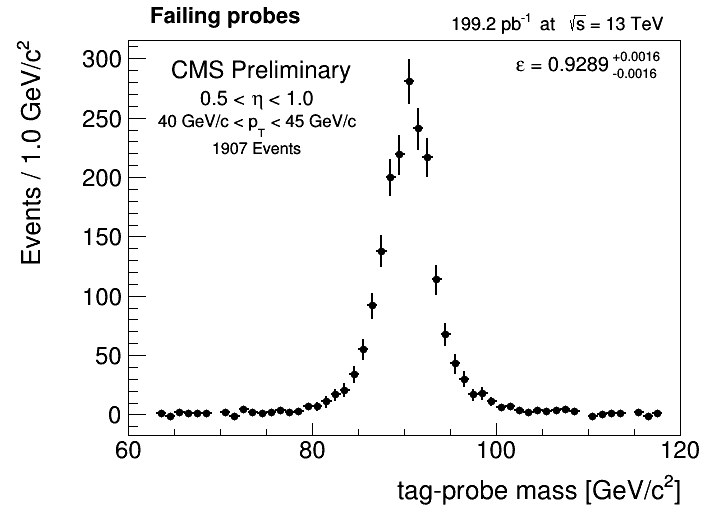 Failing probes
199.2 pb-1 at √s = 13 TeV
CMS Preliminary
ε = 0.9289 +0.0016 -0.0016
0.5 < η < 1.0
40 GeV/c < pT < 45 GeV/c
1907 Events
Events / 1.0 GeV/c2
300
250
200
150
100
50
0
60 80 100 120
tag-probe mass [GeV/c2]